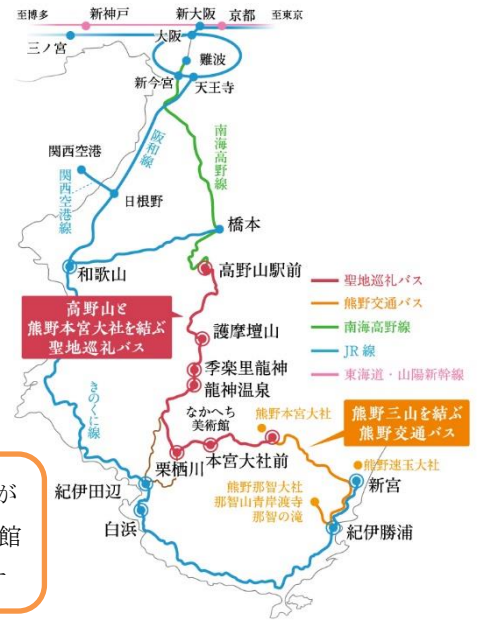 至博多
新神戸
新大阪
京都
至東京
三ノ宮
大阪
難波
新今宮
天王寺
阪和線
南海高野線
関西空港
関西空港線
日根野
橋本
和歌山
高野山駅前
聖地巡礼バス
熊野交通バス
南海高野線
JR線
東海道・山陽新幹線
高野山と
熊野本宮大社を結ぶ
聖地巡礼バス
護摩壇山
季楽里龍神
龍神温泉
きのくに線
なかへち
美術館
熊野本宮大社
熊野三山を結ぶ
熊野交通バス
栗栖川
本宮大社前
熊野速玉大社
新宮
紀伊田辺
熊野那智大社
那智山青岸渡寺
那智の滝
白浜
紀伊勝浦
が
館